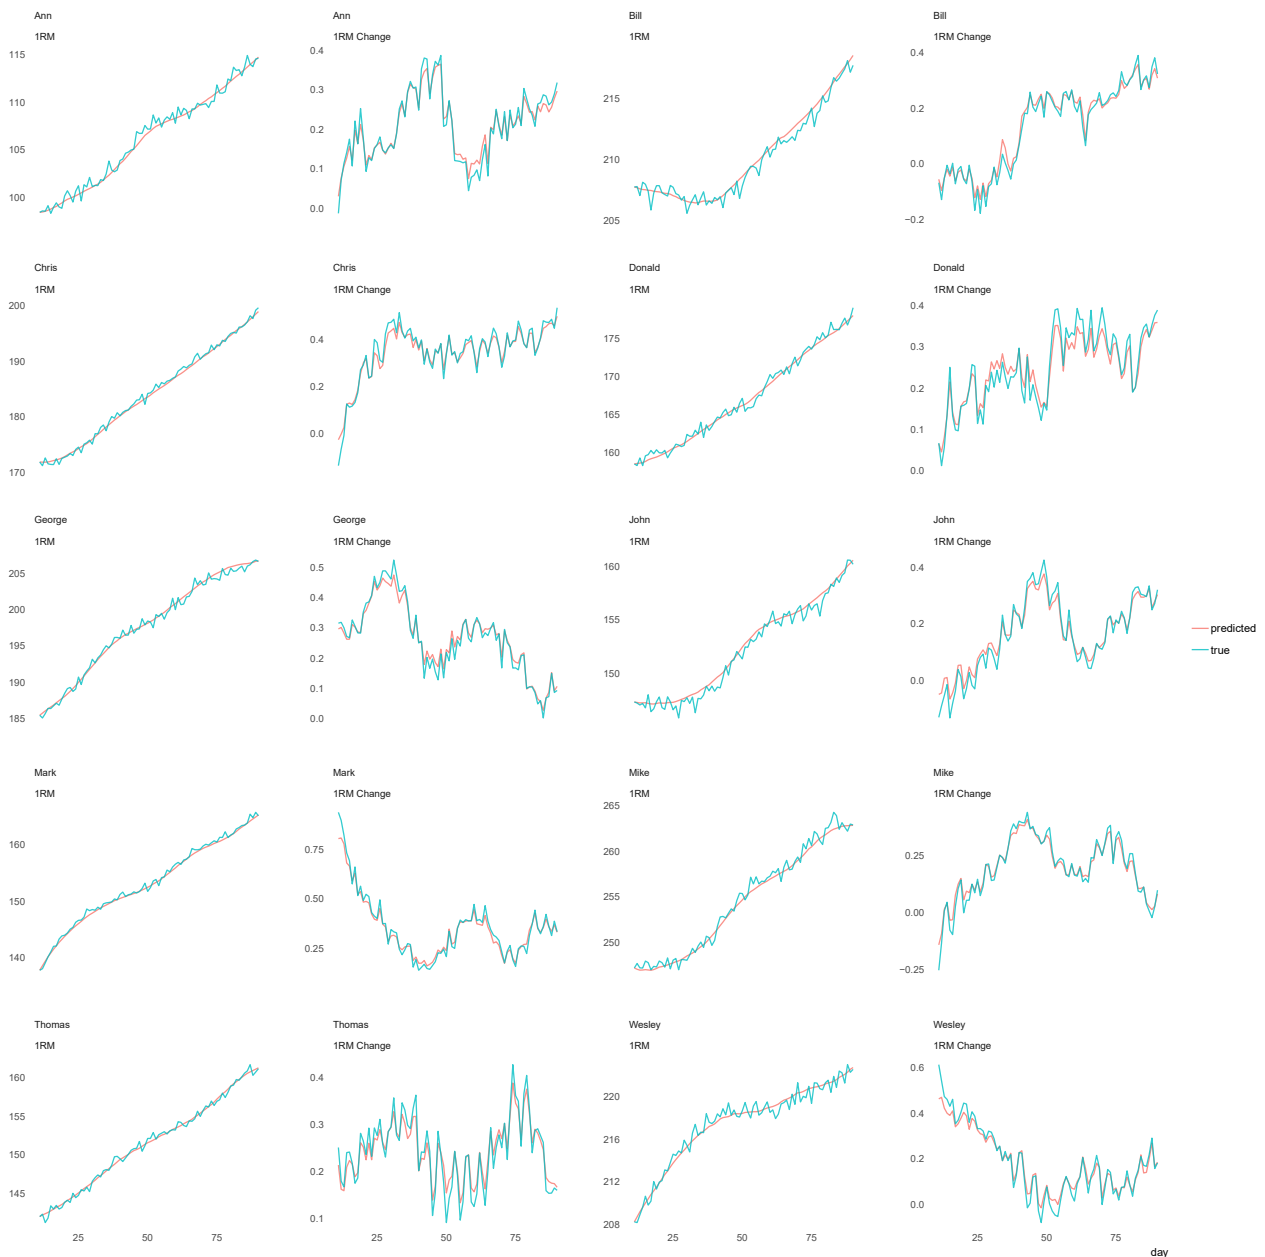 Ann
1RM
115
110
105
100
Ann
1RM Change
0.4
0.3
0.2
0.1
0.0
Bill
1RM
215
210
205
Bill
1RM Change
0.4
0.2
0.0
−0.2
Chris
1RM
200
190
180
170
Chris
1RM Change
0.4
0.2
0.0
Donald
1RM
175
170
165
160
Donald
1RM Change
0.4
0.3
0.2
0.1
0.0
George
1RM
205
200
195
190
185
George
1RM Change
0.5
0.4
0.3
0.2
0.1
0.0
John
1RM
160
155
150
John
1RM Change
0.4
0.2
0.0
predicted
true
Mark
1RM
160
150
140
Mark
1RM Change
0.75
0.50
0.25
Mike
1RM
265
260
255
250
Mike
1RM Change
0.25
0.00
−0.25
Thomas
1RM
160
155
150
145
25 50 75
Thomas
1RM Change
0.4
0.3
0.2
0.1
25 50 75
Wesley
1RM
220
216
212
208
25 50 75
Wesley
1RM Change
0.6
0.4
0.2
0.0
25 50 75
day